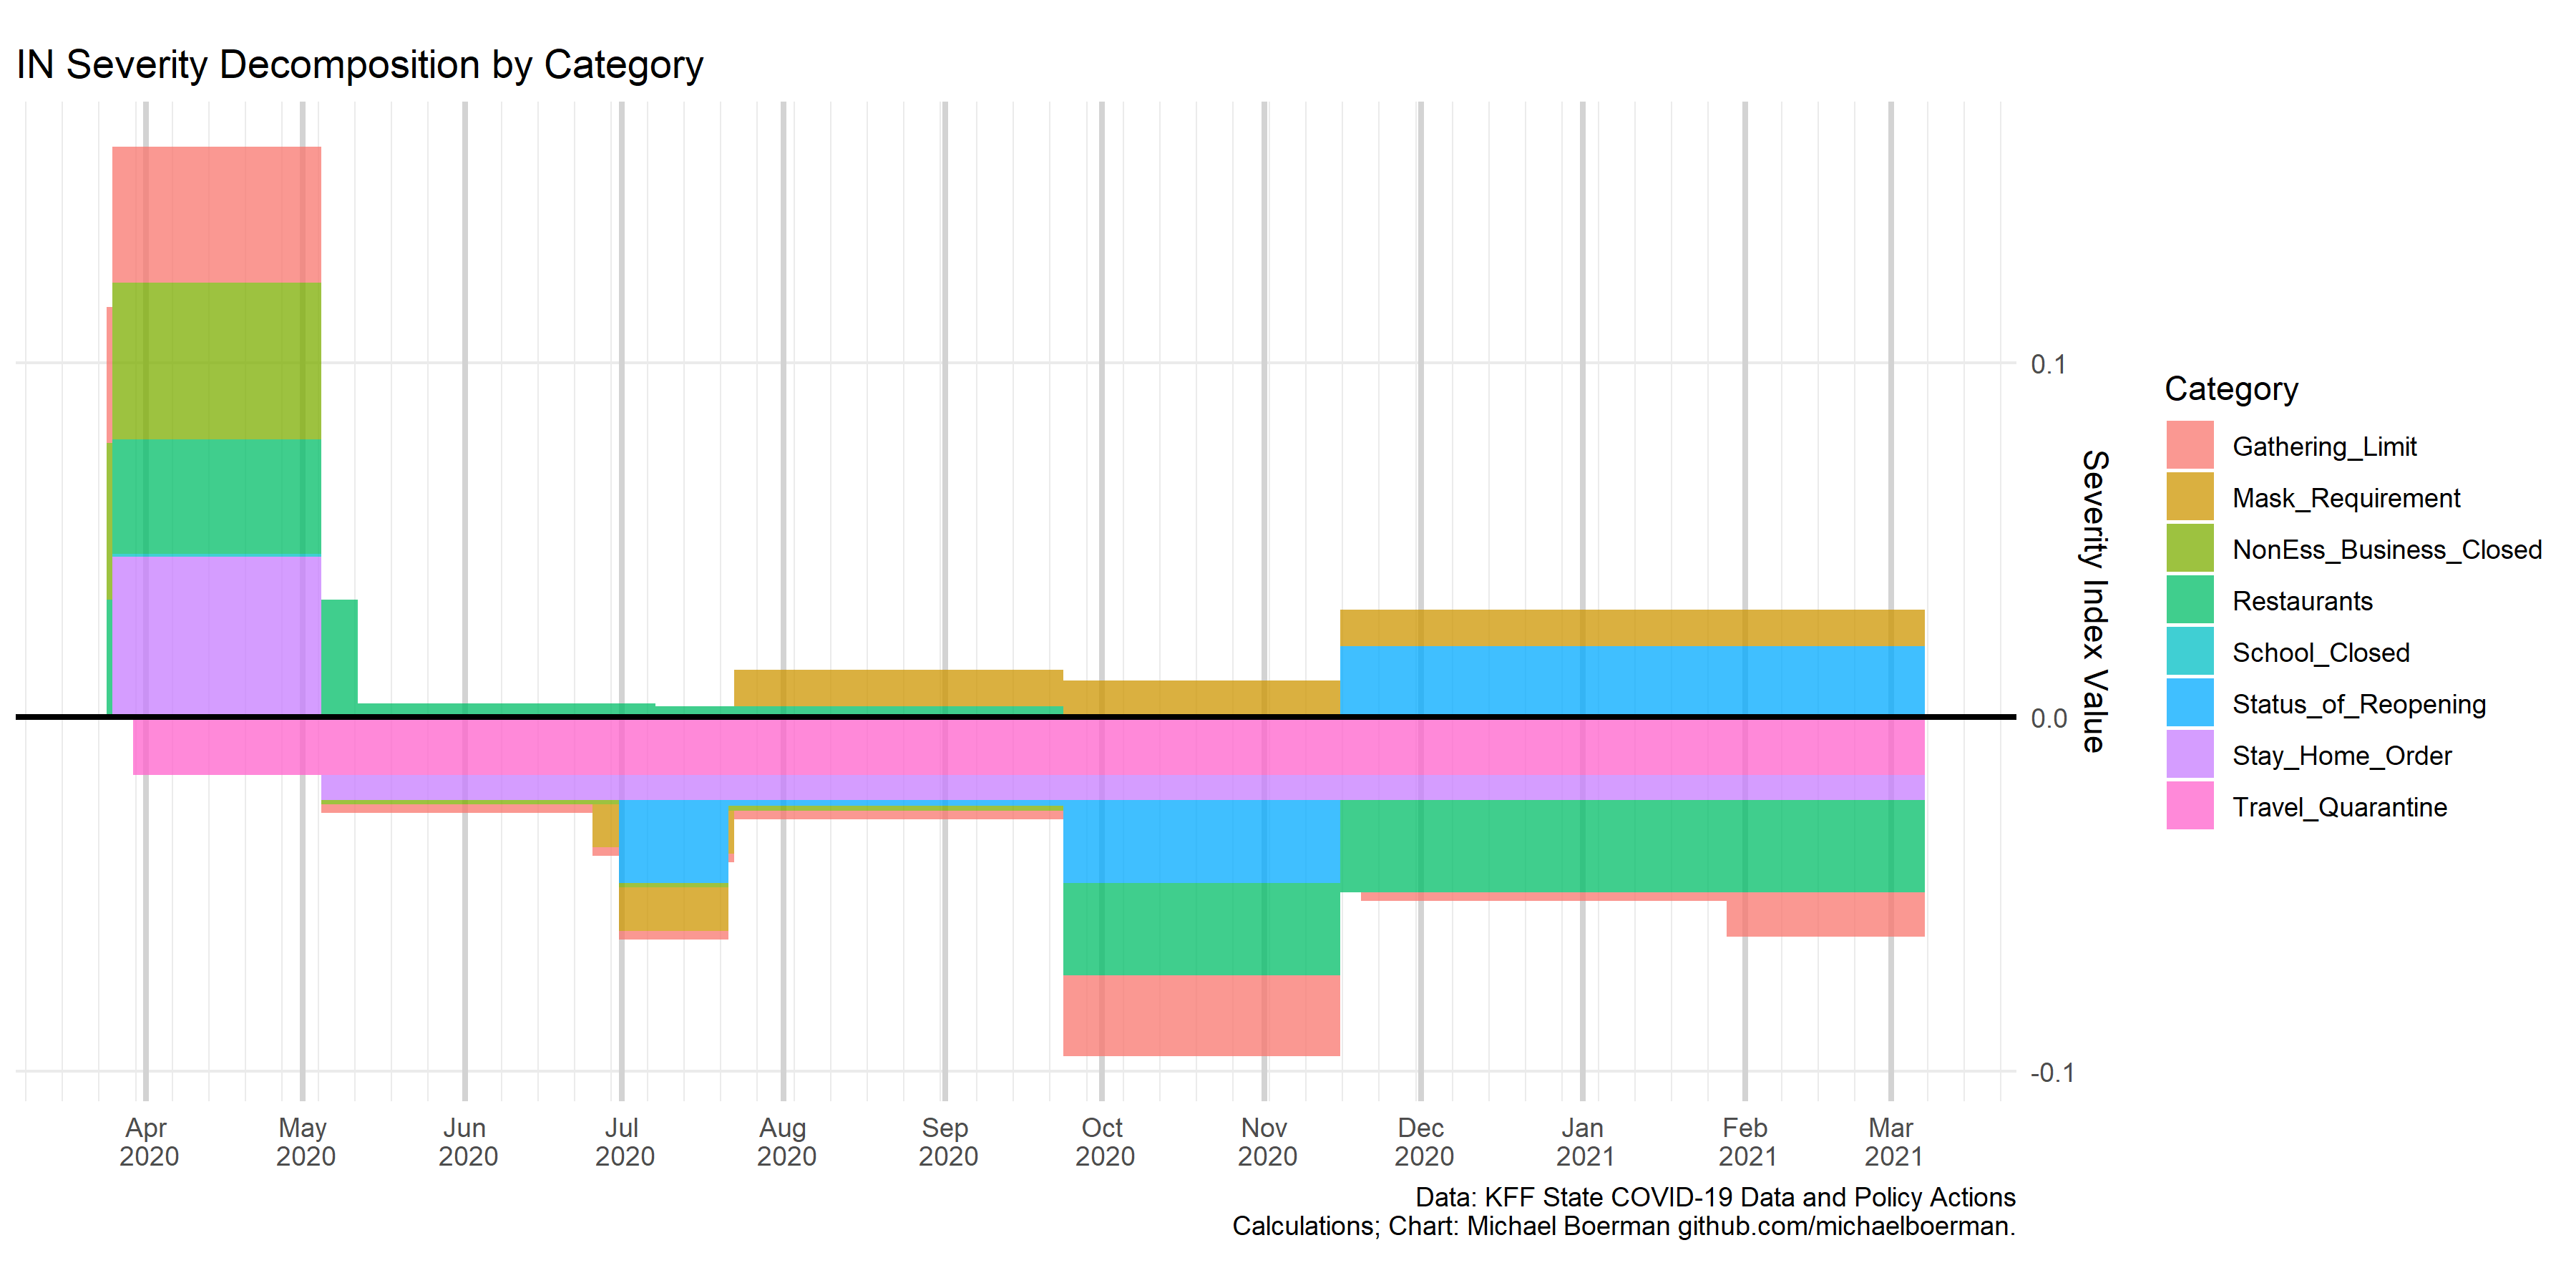 IN Severity Decomposition by Category
0.1
0.0
-0.1
Severity Index Value
Apr
2020
May
2020
Jun
2020
Jul
2020
Aug
2020
Sep
2020
Oct
2020
Nov
2020
Dec
2020
Jan
2021
Feb
2021
Mar
2021
Category
Gathering_Limit
Mask_Requirement
NonEss_Business_Closed
Restaurants
School_Closed
Status_of_Reopening
Stay_Home_Order
Travel_Quarantine
Data: KFF State COVID-19 Data and Policy Actions
Calculations; Chart: Michael Boerman github.com/michaelboerman.